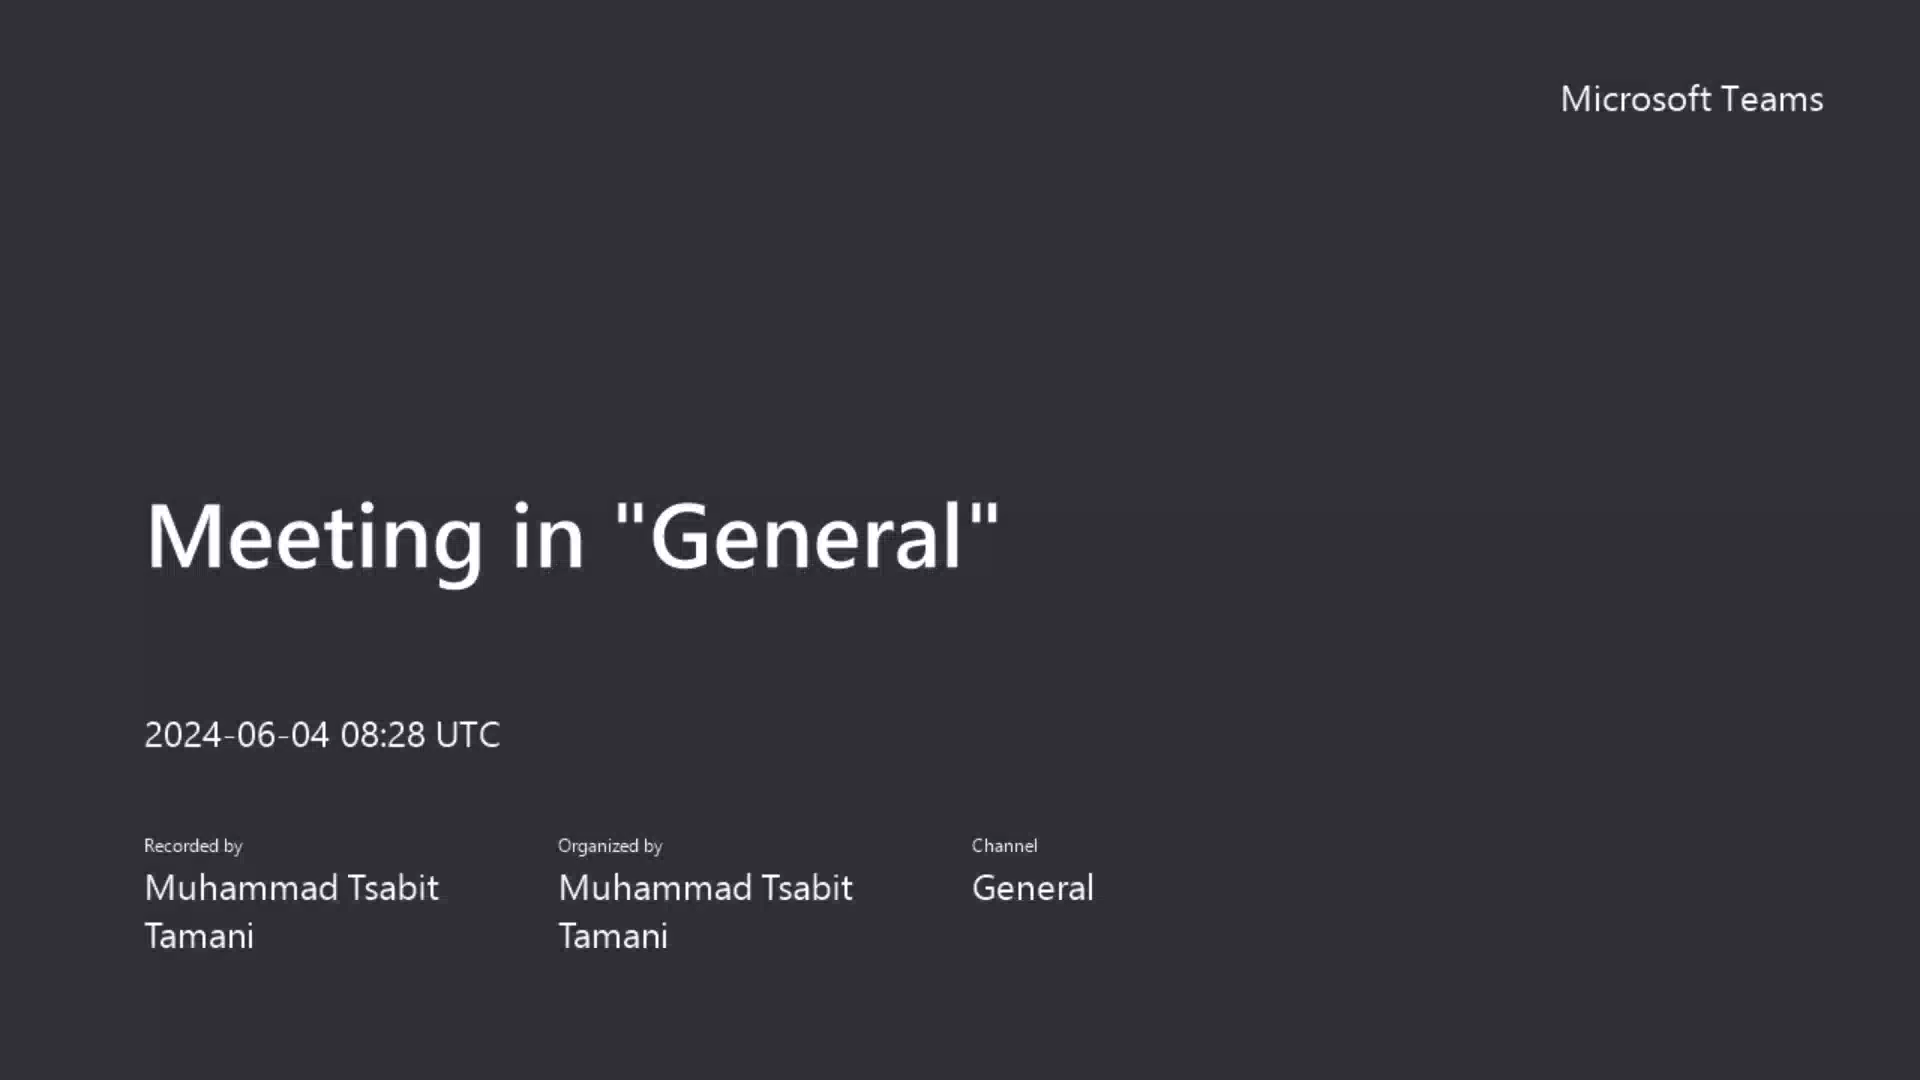 Microsoft Teams
Meeting in "General"
2024-06-04 08:28 UTC
Recorded by
Muhammad Tsabit
Tamani
Organized by
Muhammad Tsabit
Tamani
Channel
General